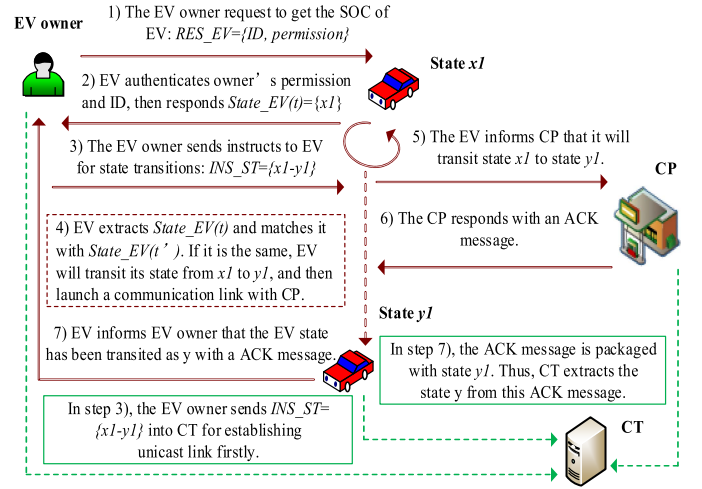 EV owner
1) The EV owner request to get the SOC of
EV: RES_EV={ID, permission}
State x1
2) EV authenticates owner’s permission
and ID, then responds State_EV(t)={x1}
3) The EV owner sends instructs to EV
for state transitions: INS_ST={x1-y1}
5) The EV informs CP that it will
transit state x1 to state y1.
CP
4) EV extracts State_EV(t) and matches it
with State_EV(t’). If it is the same, EV
will transit its state from x1 to y1, and then
launch a communication link with CP.
6) The CP responds with an ACK
message.
State y1
7) EV informs EV owner that the EV state
has been transited as y with a ACK message.
In step 7), the ACK message is packaged
with state y1. Thus, CT extracts the
state y from this ACK message.
In step 3), the EV owner sends INS_ST=
{x1-y1} into CT for establishing
unicast link firstly.
CT